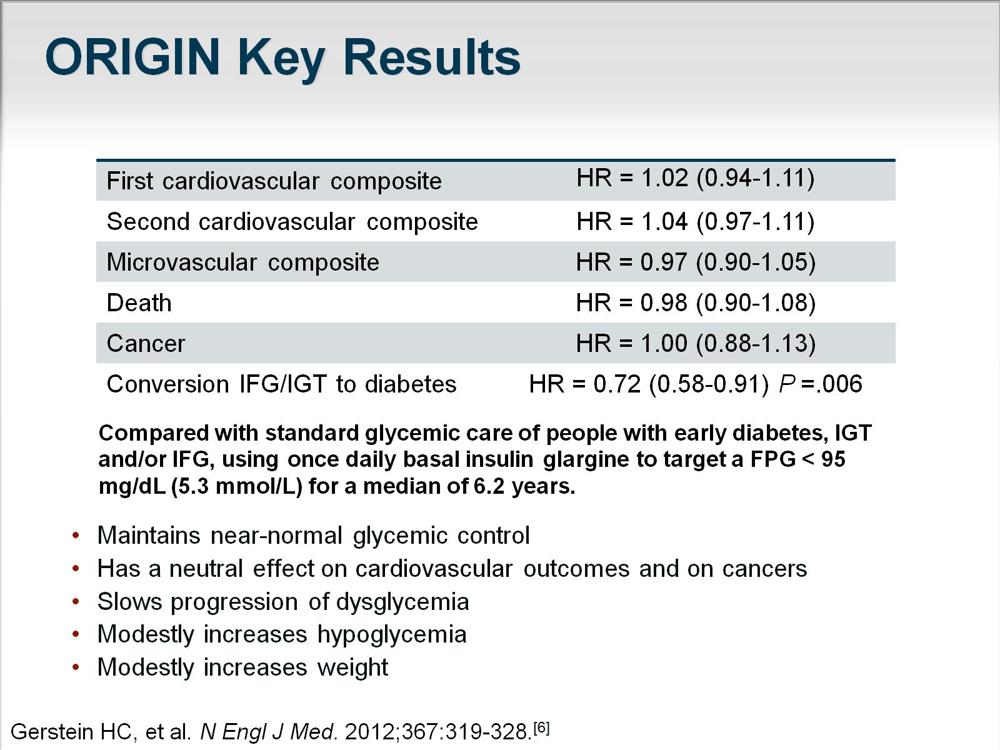 ORIGIN Key Results
First cardiovascular composite HR = 1.02 (0.94-1.11)
Second cardiovascular composite HR = 1.04 (0.97-1.11)
Microvascular composite HR = 0.97 (0.90-1.05)
Death HR = 0.98 (0.90-1.08)
Cancer HR = 1.00 (0.88-1.13)
Conversion IFG/IGT to diabetes HR = 0.72 (0.58-0.91) P =.006
Compared with standard glycemic care of people with early diabetes, IGT
and/or IFG, using once daily basal insulin glargine to target a FPG < 95
mg/dL (5.3 mmol/L) for a median of 6.2 years.
• Maintains near-normal glycemic control
• Has a neutral effect on cardiovascular outcomes and on cancers
• Slows progression of dysglycemia
• Modestly increases hypoglycemia
• Modestly increases weight
Gerstein HC, et al. N Engl J Med. 2012;367:319-328.[6]